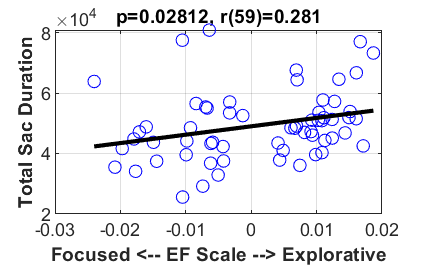 ×10⁴
p=0.02812, r(59)=0.281
Total Sac Duration
8
6
4
2
-0.03 -0.02 -0.01 0 0.01 0.02
Focused <-- EF Scale --> Explorative